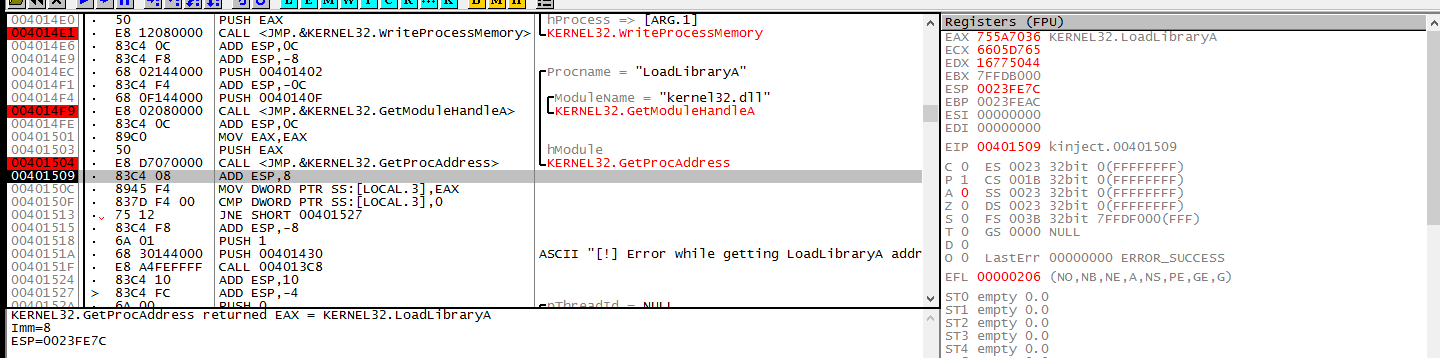 L E M W T C R ... K B M H
004014E0 . 50 PUSH EAX hProcess => [ARG.1]
004014E1 . E8 12080000 CALL <JMP.&KERNEL32.WriteProcessMemory> KERNEL32.WriteProcessMemory
004014E6 . 83C4 0C ADD ESP,0C
004014E9 . 83C4 F8 ADD ESP,-8
004014EC . 68 02144000 PUSH 00401402 Procname = "LoadLibraryA"
004014F1 . 83C4 F4 ADD ESP,-0C
004014F4 . 68 0F144000 PUSH 0040140F ModuleName = "kernel32.dll"
004014F9 . E8 02080000 CALL <JMP.&KERNEL32.GetModuleHandleA> KERNEL32.GetModuleHandleA
004014FE . 83C4 0C ADD ESP,0C
00401501 . 89C0 MOV EAX,EAX
00401503 . 50 PUSH EAX hModule
00401504 . E8 D7070000 CALL <JMP.&KERNEL32.GetProcAddress> KERNEL32.GetProcAddress
00401509 . 83C4 08 ADD ESP,8
0040150C . 8945 F4 MOV DWORD PTR SS:[LOCAL.3],EAX
0040150F . 837D F4 00 CMP DWORD PTR SS:[LOCAL.3],0
00401513 . 75 12 JNE SHORT 00401527
00401515 . 83C4 F8 ADD ESP,-8
00401518 . 6A 01 PUSH 1
0040151A . 68 30144000 PUSH 00401430 ASCII "[!] Error while getting LoadLibraryA addr
0040151F . E8 A4FEFFFF CALL 004013C8
00401524 . 83C4 10 ADD ESP,10
00401527 > 83C4 FC ADD ESP,-4
0040152A . 6A 00 PUSH 0 pThreadId = NULL
KERNEL32.GetProcAddress returned EAX = KERNEL32.LoadLibraryA
Imm=8
ESP=0023FE7C
Registers (FPU)
EAX 755A7036 KERNEL32.LoadLibraryA
ECX 6605D765
EDX 16775044
EBX 7FFDB000
ESP 0023FE7C
EBP 0023FEAC
ESI 00000000
EDI 00000000
EIP 00401509 kinject.00401509
C 0 ES 0023 32bit 0(FFFFFFFF)
P 1 CS 001B 32bit 0(FFFFFFFF)
A 0 SS 0023 32bit 0(FFFFFFFF)
Z 0 DS 0023 32bit 0(FFFFFFFF)
S 0 FS 003B 32bit 7FFDF000(FFF)
T 0 GS 0000 NULL
D 0
O 0 LastErr 00000000 ERROR_SUCCESS
EFL 00000206 (NO,NB,NE,A,NS,PE,GE,G)
ST0 empty 0.0
ST1 empty 0.0
ST2 empty 0.0
ST3 empty 0.0
ST4 empty 0.0